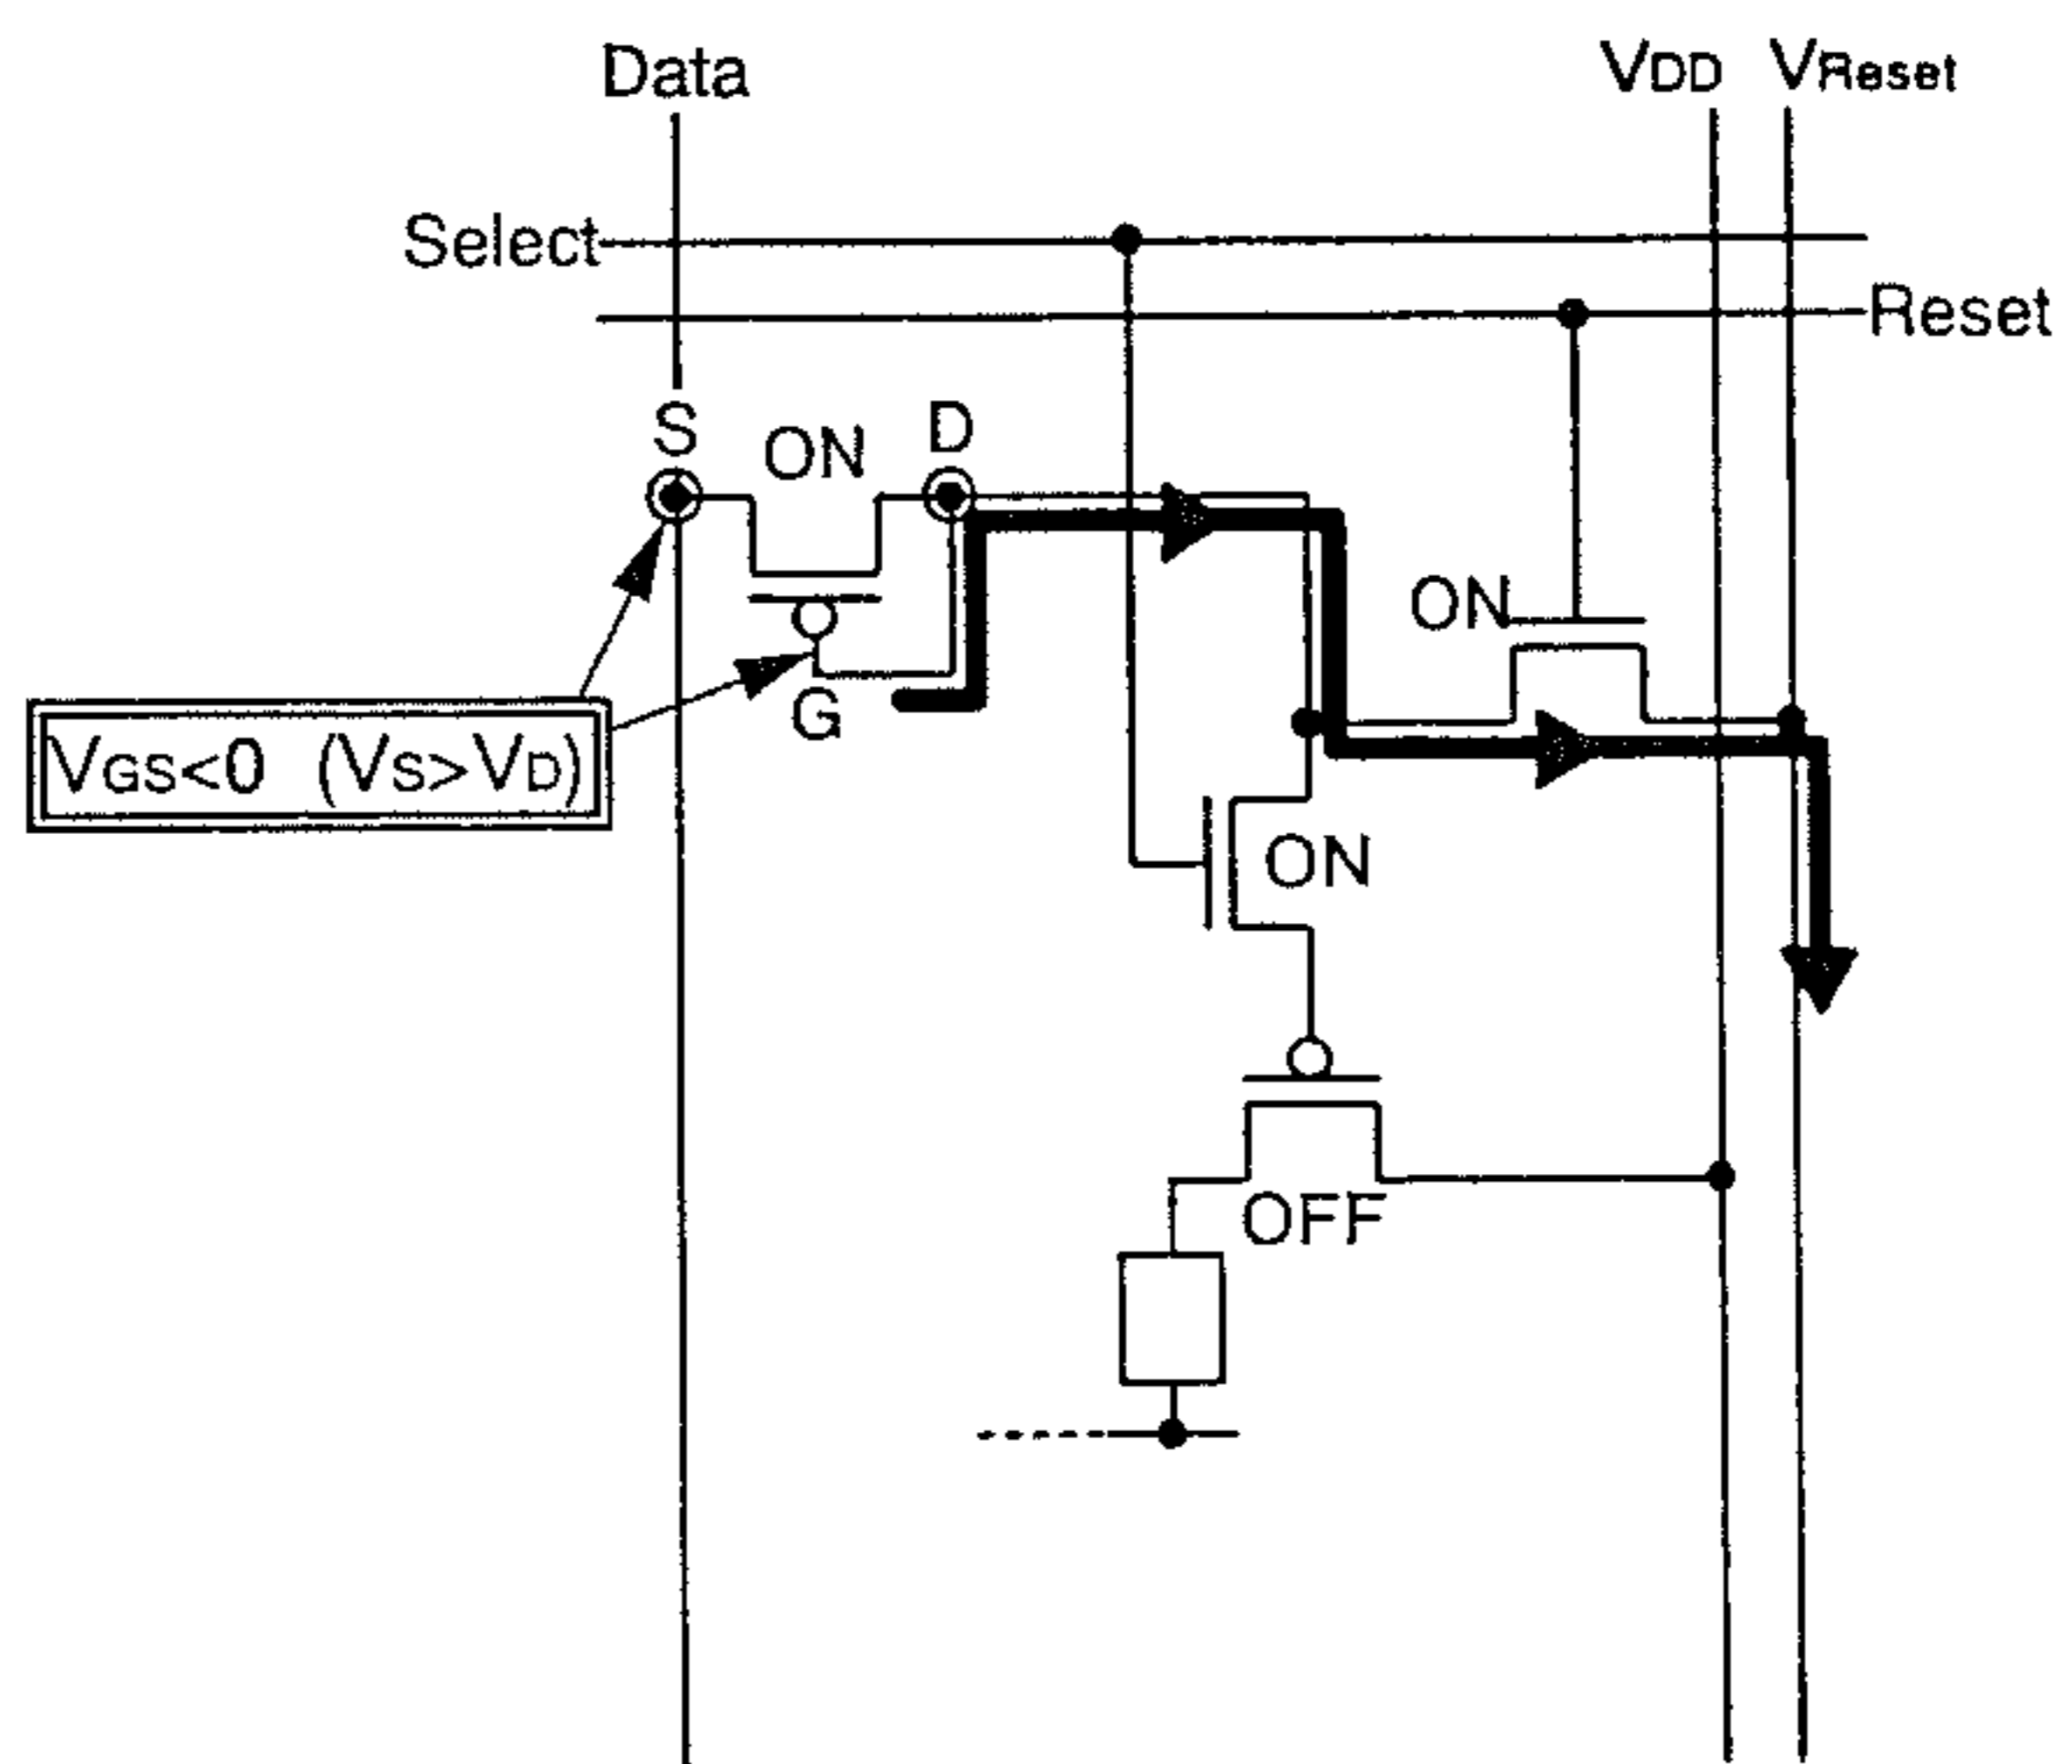 Data
VDD
VReset
Select
Reset
S
ON
D
ON
G
VGS<0 (VS>VD)
ON
OFF